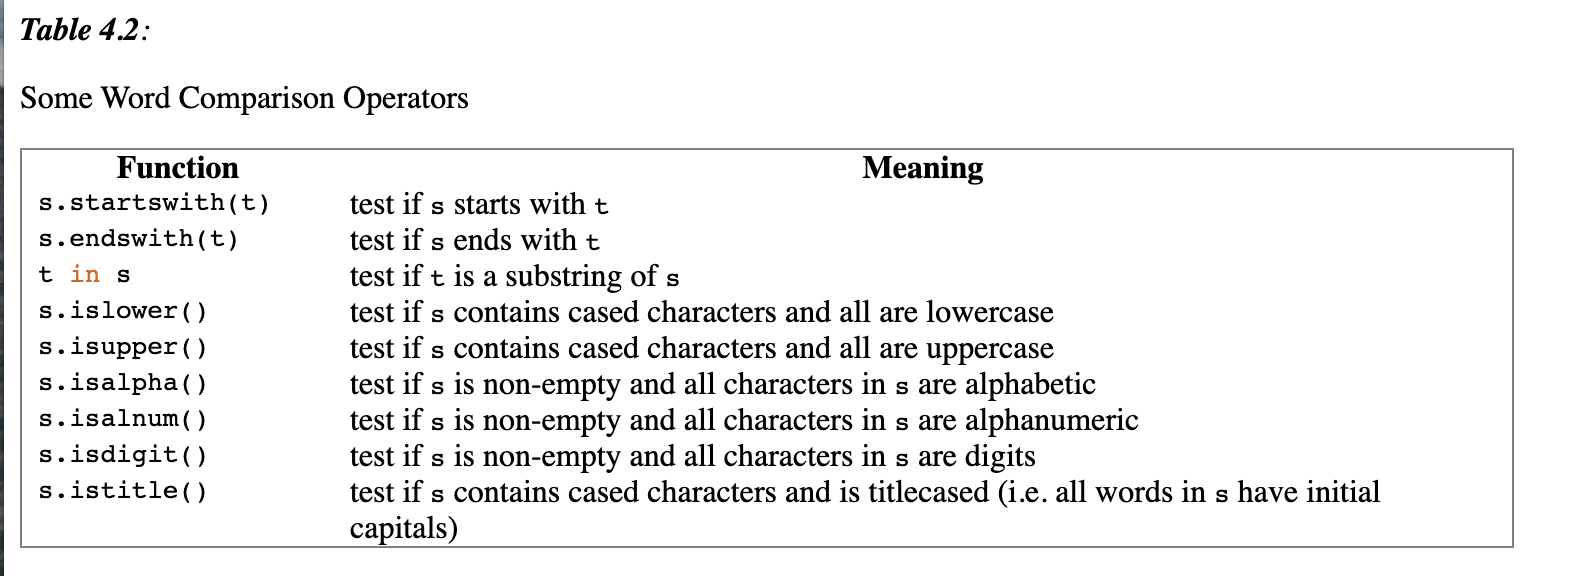 Table 4.2:
Some Word Comparison Operators
Function Meaning
s.startswith(t) test if s starts with t
s.endswith(t) test if s ends with t
t in s test if t is a substring of s
s.islower() test if s contains cased characters and all are lowercase
s.isupper() test if s contains cased characters and all are uppercase
s.isalpha() test if s is non-empty and all characters in s are alphabetic
s.isalnum() test if s is non-empty and all characters in s are alphanumeric
s.isdigit() test if s is non-empty and all characters in s are digits
s.istitle() test if s contains cased characters and is titlecased (i.e. all words in s have initial
capitals)